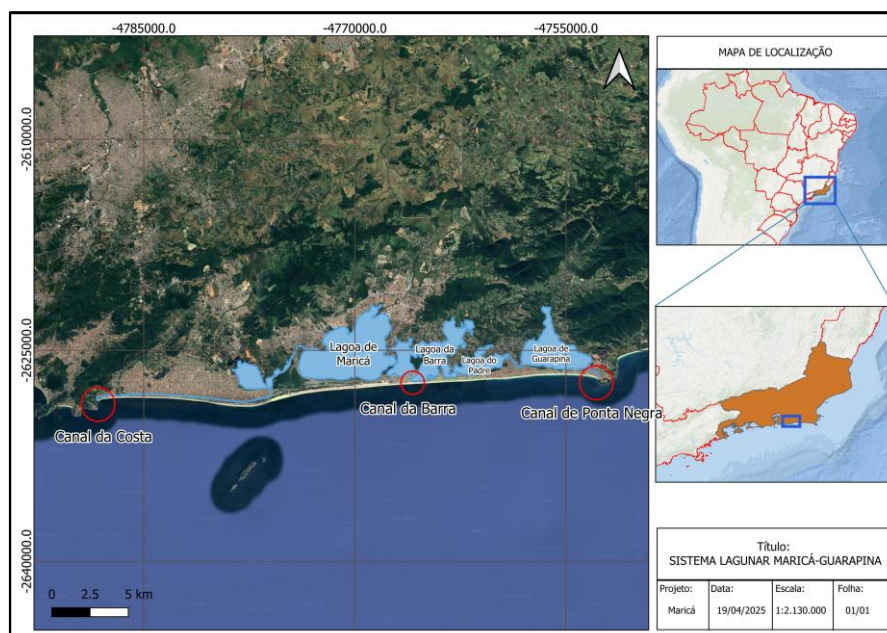 -4785000.0
-4770000.0
-4755000.0
-2610000.0
-2625000.0
-2640000.0
Lagoa de
Maricá
Lagoa da
Barra
Lagoa do
Padre
Lagoa de
Guarapina
Canal da Costa
Canal da Barra
Canal de Ponta Negra
0 2.5 5 km
MAPA DE LOCALIZAÇÃO
Título:
SISTEMA LAGUNAR MARICÁ-GUARAPINA
Projeto: Data: Escala: Folha:
Maricá 19/04/2025 1:2.130.000 01/01